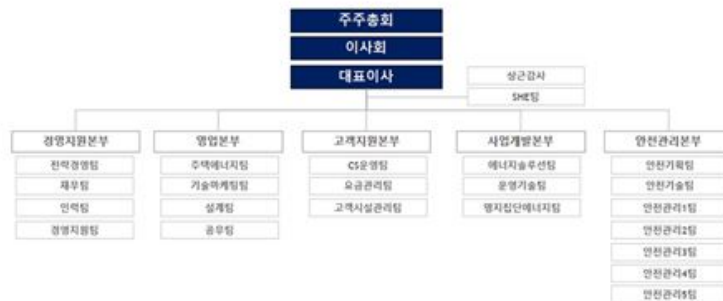 주주총회
이사회
대표이사
상근감사
SHE팀
경영지원본부
전략경영팀
재무팀
인력팀
경영지원팀
영업본부
주택에너지팀
기술마케팅팀
설계팀
공무팀
고객지원본부
CS운영팀
요금관리팀
고객시설관리팀
사업개발본부
에너지솔루션팀
운영기술팀
명지집단에너지팀
안전관리본부
안전기획팀
안전기술팀
안전관리1팀
안전관리2팀
안전관리3팀
안전관리4팀
안전관리5팀